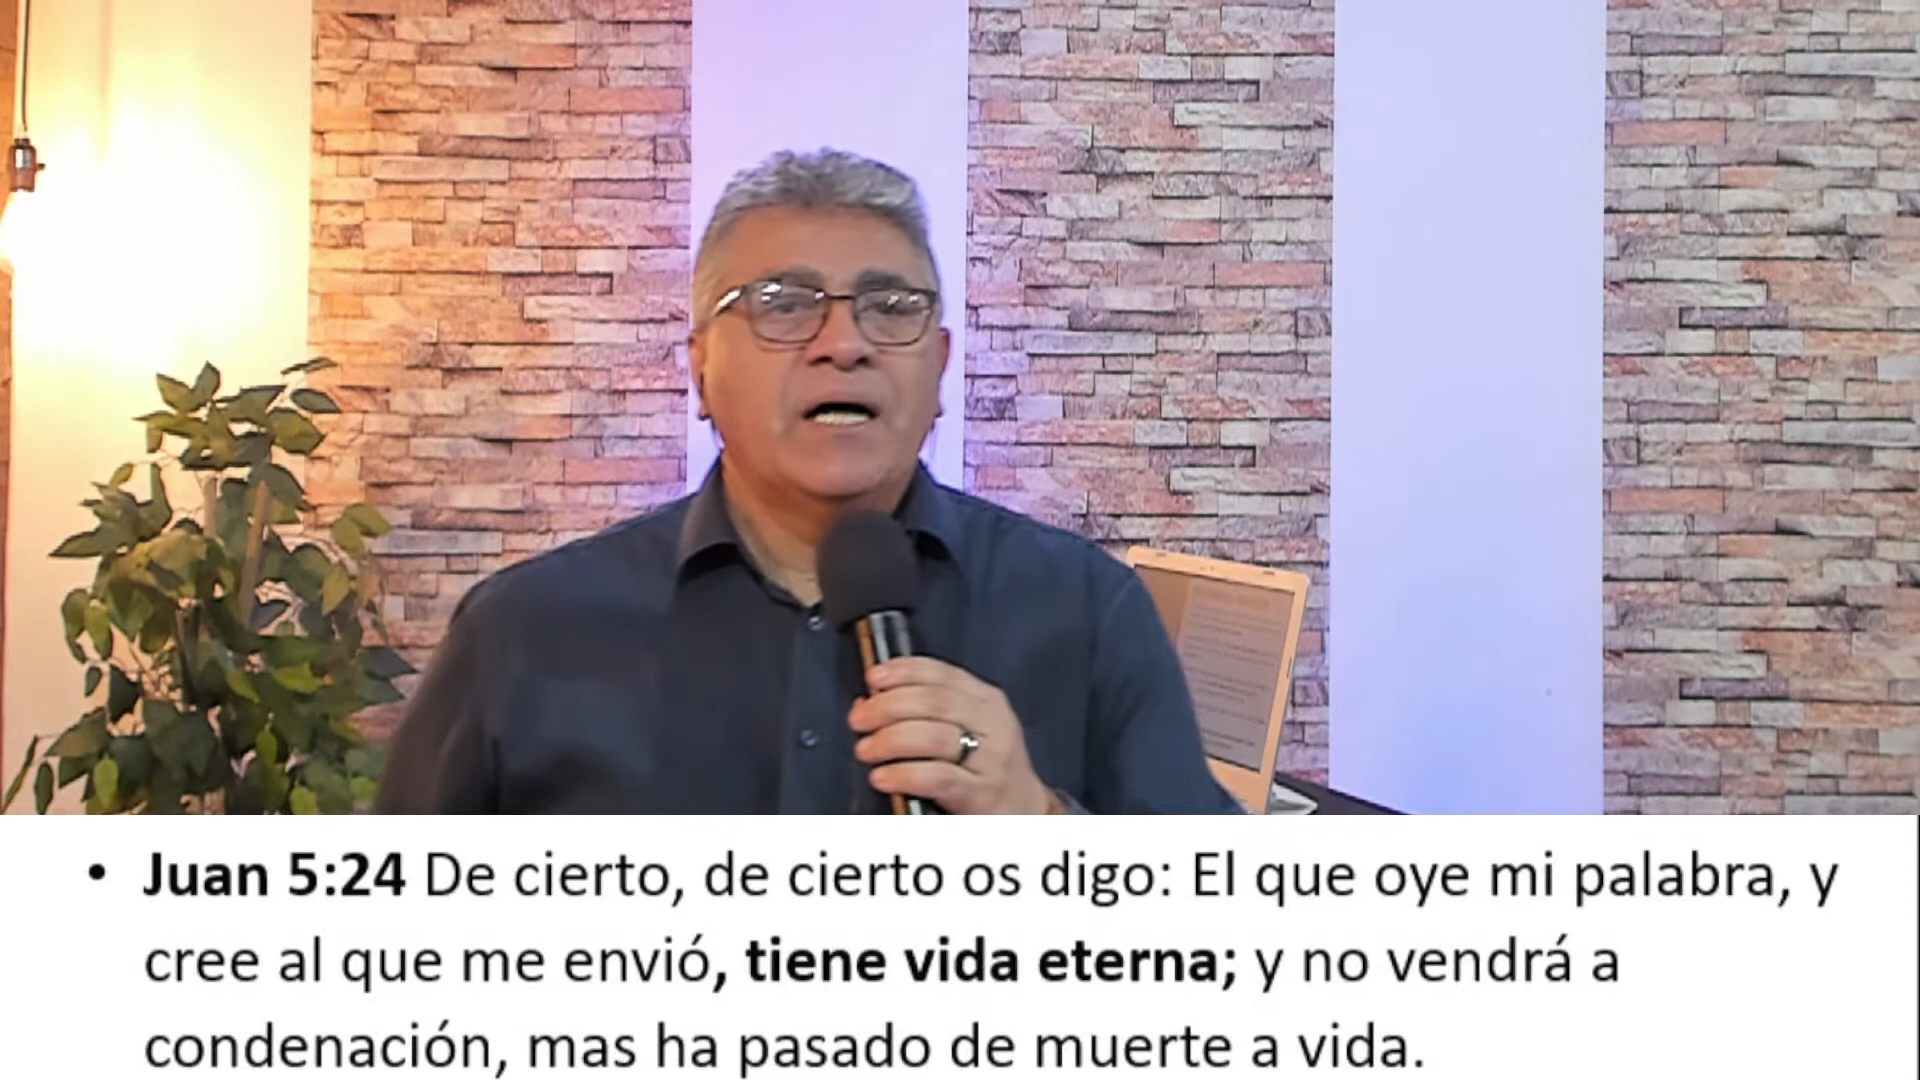 • Juan 5:24 De cierto, de cierto os digo: El que oye mi palabra, y
cree al que me envió, tiene vida eterna; y no vendrá a
condenación, mas ha pasado de muerte a vida.